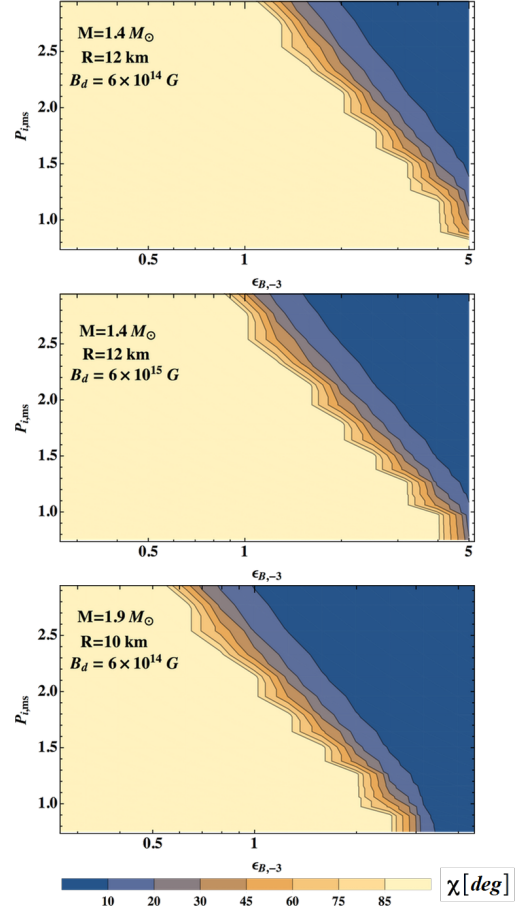 M=1.4 M⊙
R=12 km
B_d = 6×10^14 G
P_i,ms
2.5
2.0
1.5
1.0
0.5
1
5
ϵ_B,−3
M=1.4 M⊙
R=12 km
B_d = 6×10^15 G
P_i,ms
2.5
2.0
1.5
1.0
0.5
1
5
ϵ_B,−3
M=1.9 M⊙
R=10 km
B_d = 6×10^14 G
P_i,ms
2.5
2.0
1.5
1.0
0.5
1
ϵ_B,−3
10 20 30 45 60 75 85
χ[deg]